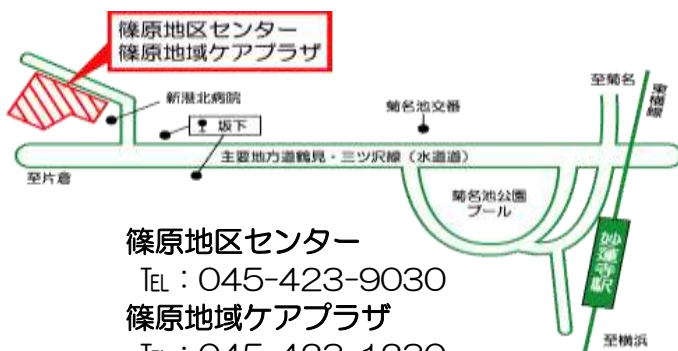 篠原地区センター
篠原地域ケアプラザ
至菊名
東横線
新港北病院
菊名池交番
坂下
主要地方道鶴見・三ツ沢線（水道道）
至片倉
菊名池公園
プール
妙蓮寺駅
篠原地区センター
TEL：045-423-9030
篠原地域ケアプラザ
至横浜